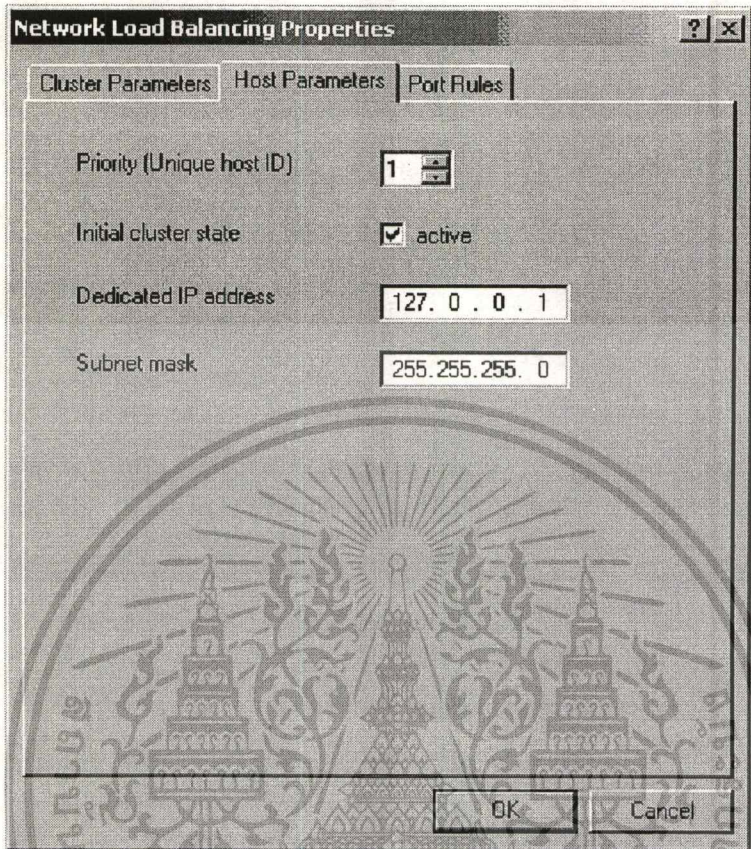 Network Load Balancing Properties
? ×
Cluster Parameters Host Parameters Port Rules
Priority (Unique host ID) 1
Initial cluster state active
Dedicated IP address 127. 0 . 0 . 1
Subnet mask 255.255.255. 0
OK Cancel